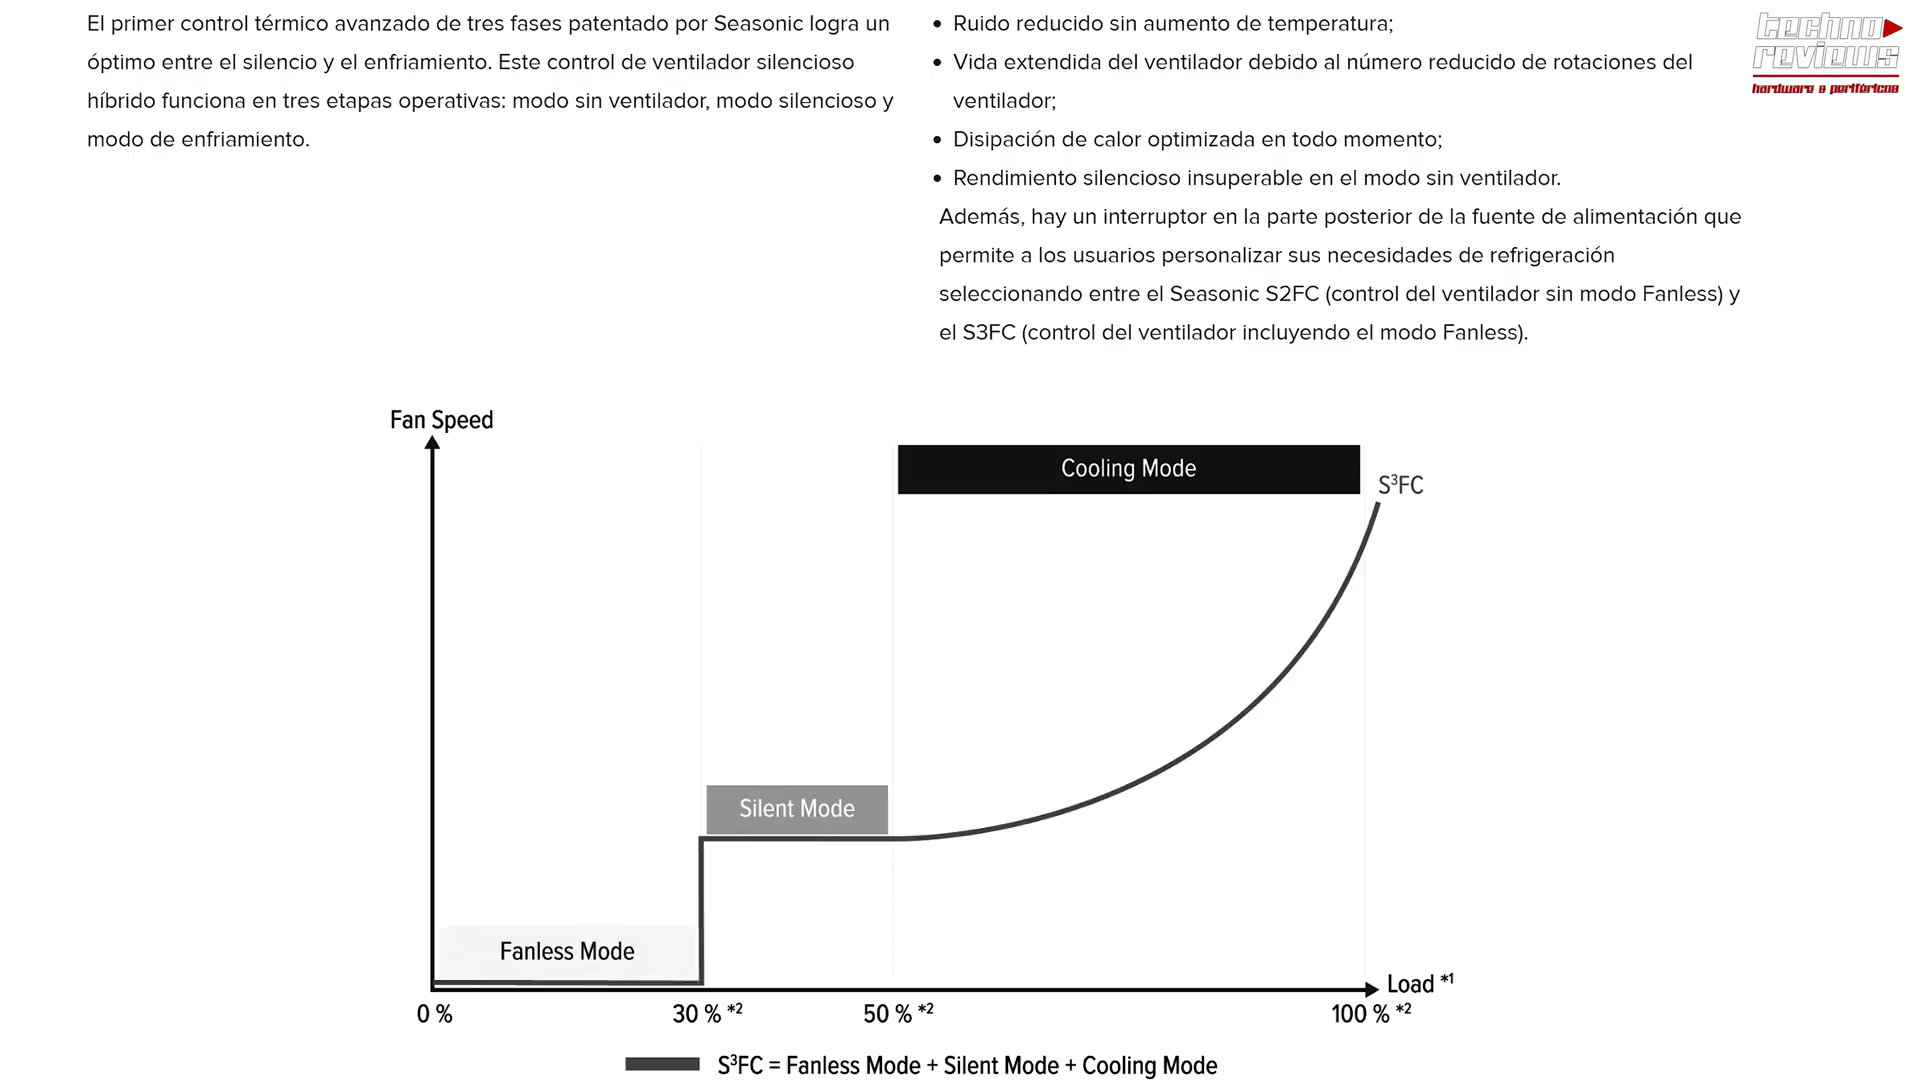 El primer control térmico avanzado de tres fases patentado por Seasonic logra un
óptimo entre el silencio y el enfriamiento. Este control de ventilador silencioso
híbrido funciona en tres etapas operativas: modo sin ventilador, modo silencioso y
modo de enfriamiento.
• Ruido reducido sin aumento de temperatura;
• Vida extendida del ventilador debido al número reducido de rotaciones del
ventilador;
• Disipación de calor optimizada en todo momento;
• Rendimiento silencioso insuperable en el modo sin ventilador.
Además, hay un interruptor en la parte posterior de la fuente de alimentación que
permite a los usuarios personalizar sus necesidades de refrigeración
seleccionando entre el Seasonic S2FC (control del ventilador sin modo Fanless) y
el S3FC (control del ventilador incluyendo el modo Fanless).
techno
reviews
hardware & periféricos
Fan Speed
Cooling Mode
S³FC
Silent Mode
Fanless Mode
Load *1
0 %
30 % *2
50 % *2
100 % *2
S³FC = Fanless Mode + Silent Mode + Cooling Mode